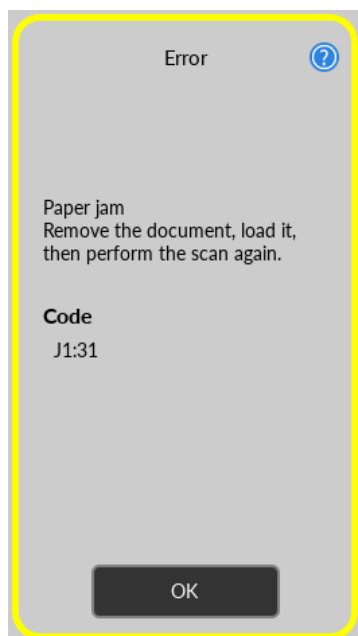 Error
?
Paper jam
Remove the document, load it,
then perform the scan again.
Code
J1:31
OK